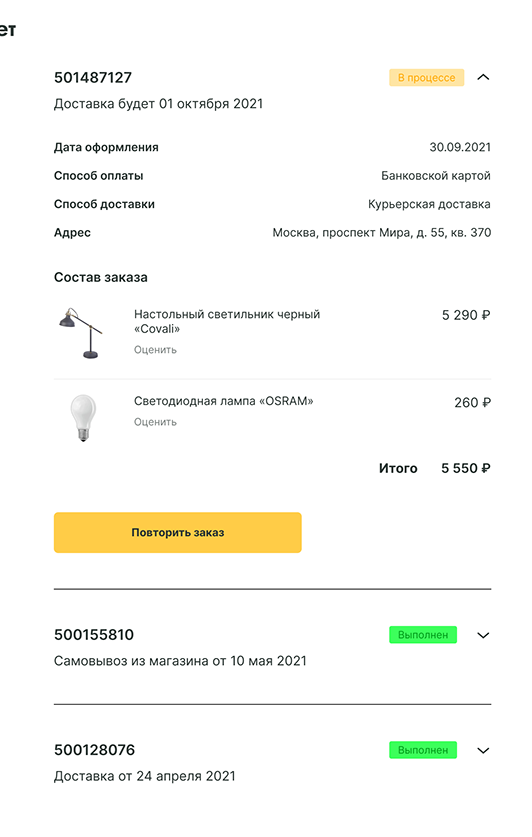 ет
501487127 В процессе
Доставка будет 01 октября 2021
Дата оформления 30.09.2021
Способ оплаты Банковской картой
Способ доставки Курьерская доставка
Адрес Москва, проспект Мира, д. 55, кв. 370
Состав заказа
Настольный светильник черный 5 290 ₽
«Covali»
Оценить
Светодиодная лампа «OSRAM» 260 ₽
Оценить
Итого 5 550 ₽
Повторить заказ
500155810 Выполнен
Самовывоз из магазина от 10 мая 2021
500128076 Выполнен
Доставка от 24 апреля 2021